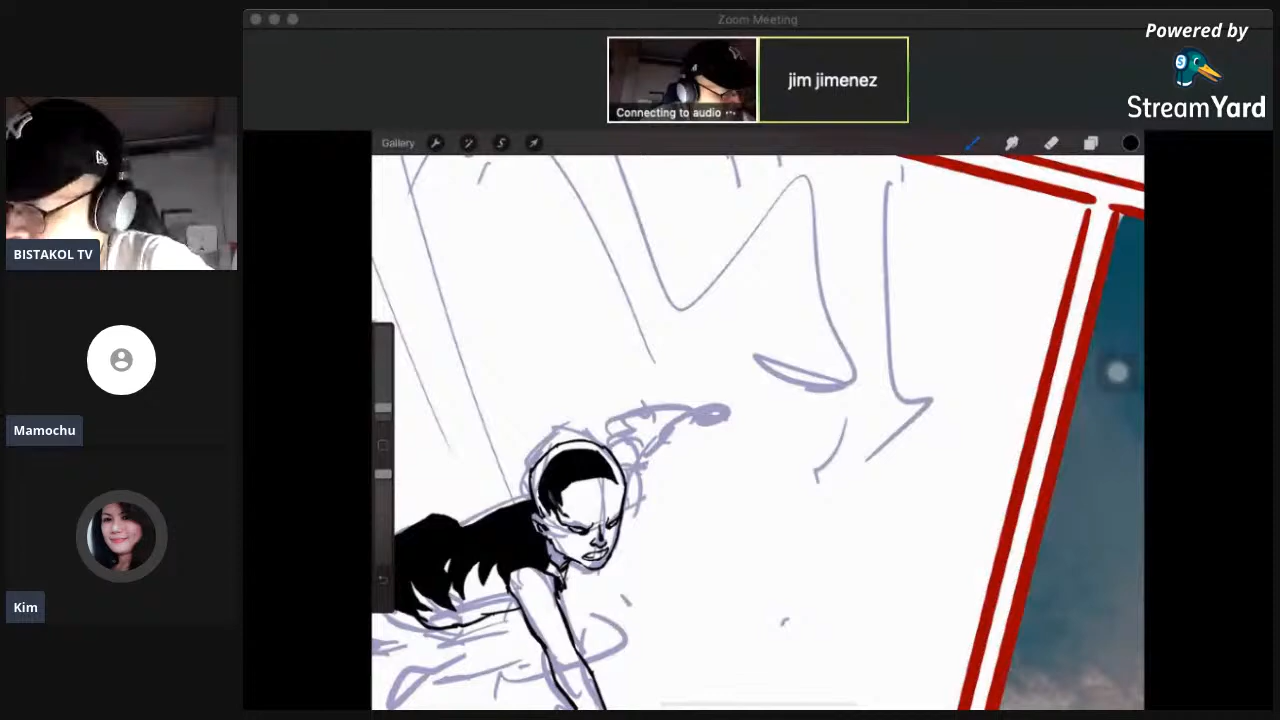 Zoom Meeting
Powered by
StreamYard
Connecting to audio ...
jim jimenez
Gallery
BISTAKOL TV
Mamochu
Kim